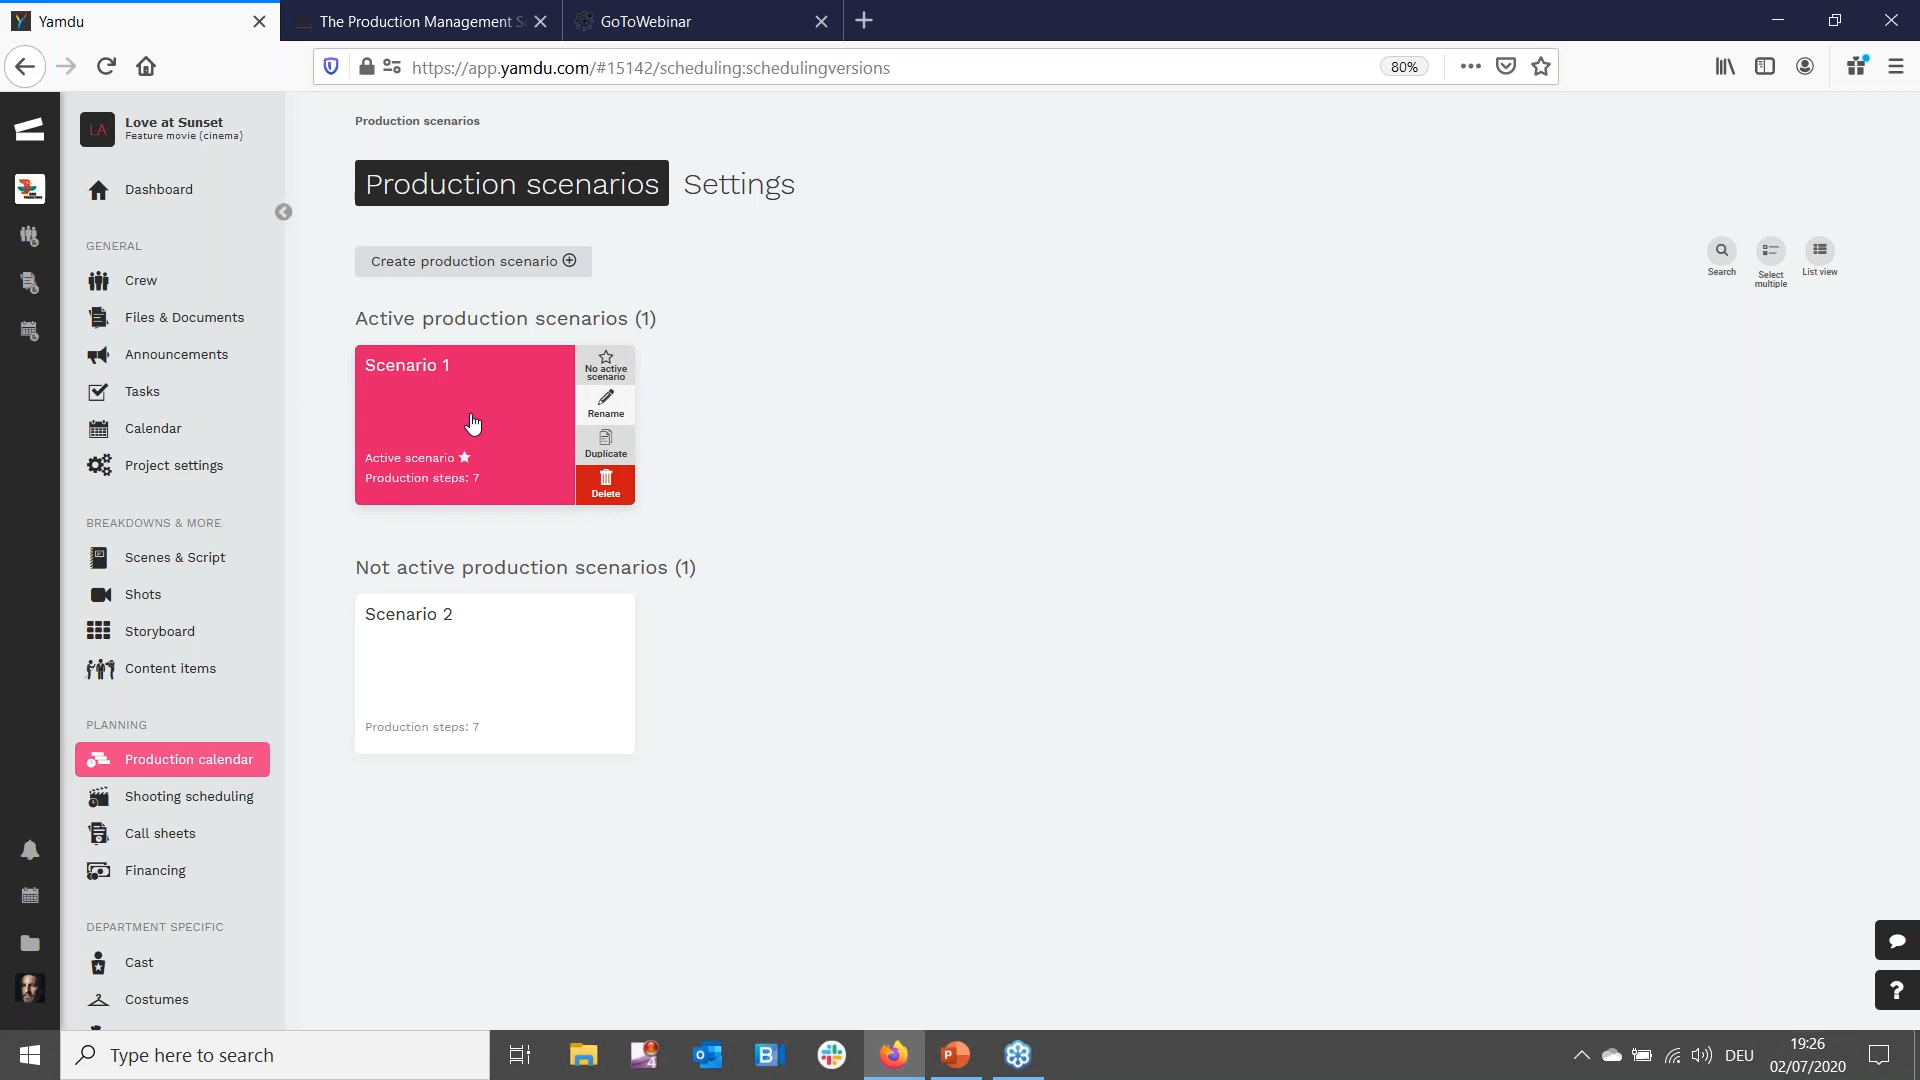 Yamdu
The Production Management S
GoToWebinar
https://app.yamdu.com/#15142/scheduling:schedulingversions
80%
LA
Love at Sunset
Feature movie (cinema)
Dashboard
GENERAL
Crew
Files & Documents
Announcements
Tasks
Calendar
Project settings
BREAKDOWNS & MORE
Scenes & Script
Shots
Storyboard
Content items
PLANNING
Production calendar
Shooting scheduling
Call sheets
Financing
DEPARTMENT SPECIFIC
Cast
Costumes
Production scenarios
Production scenarios
Settings
Create production scenario
Search
Select
multiple
List view
Active production scenarios (1)
Scenario 1
Active scenario
Production steps: 7
No active
scenario
Rename
Duplicate
Delete
Not active production scenarios (1)
Scenario 2
Production steps: 7
Type here to search
DEU
19:26
02/07/2020